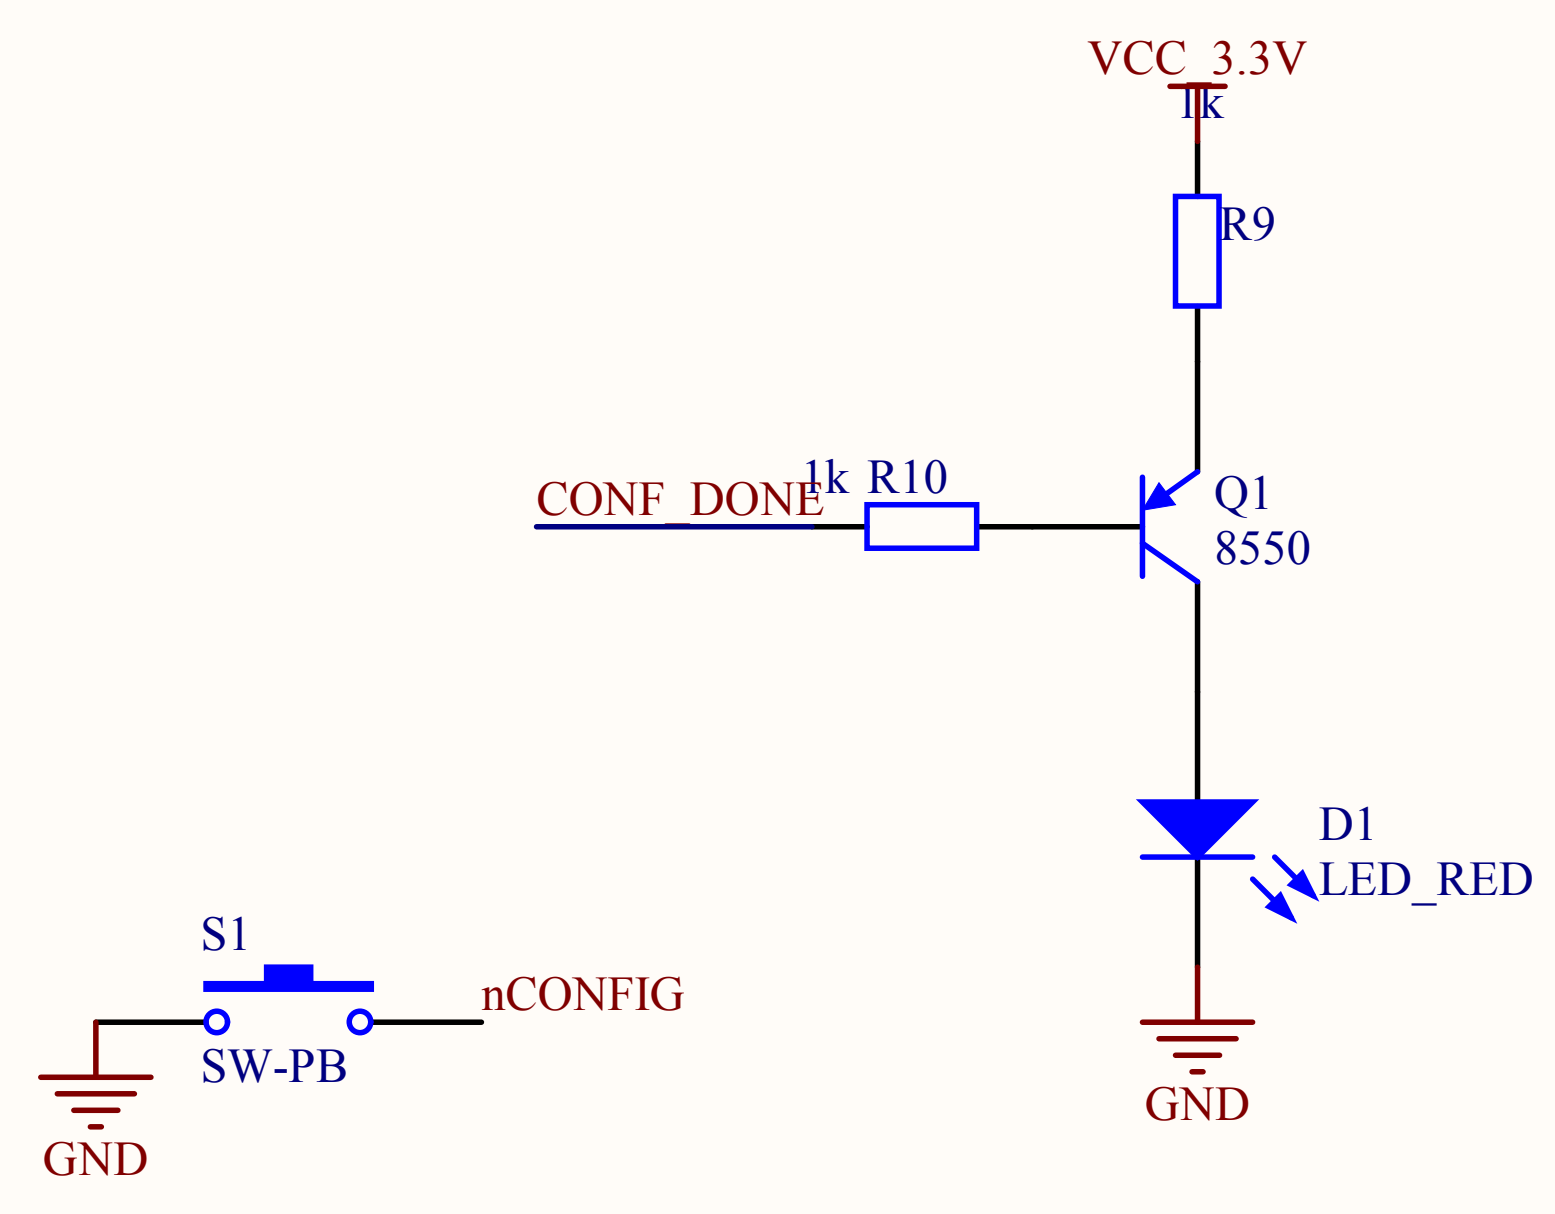 VCC_3.3V
1k
R9
1k R10
CONF_DONE
Q1
8550
D1
LED_RED
S1
nCONFIG
SW-PB
GND
GND